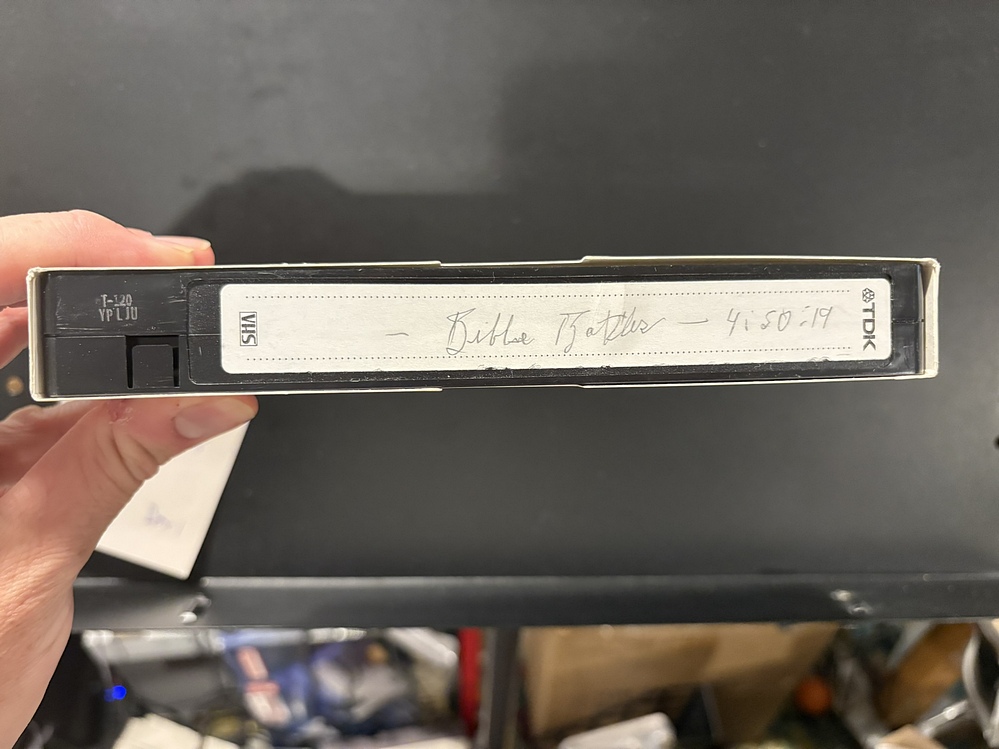 T-120
YP L JU
VHS
- Bible Battles - 4:50:19
TDK